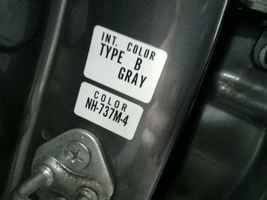 INT. COLOR
TYPE B
GRAY
COLOR
NH-737M-4